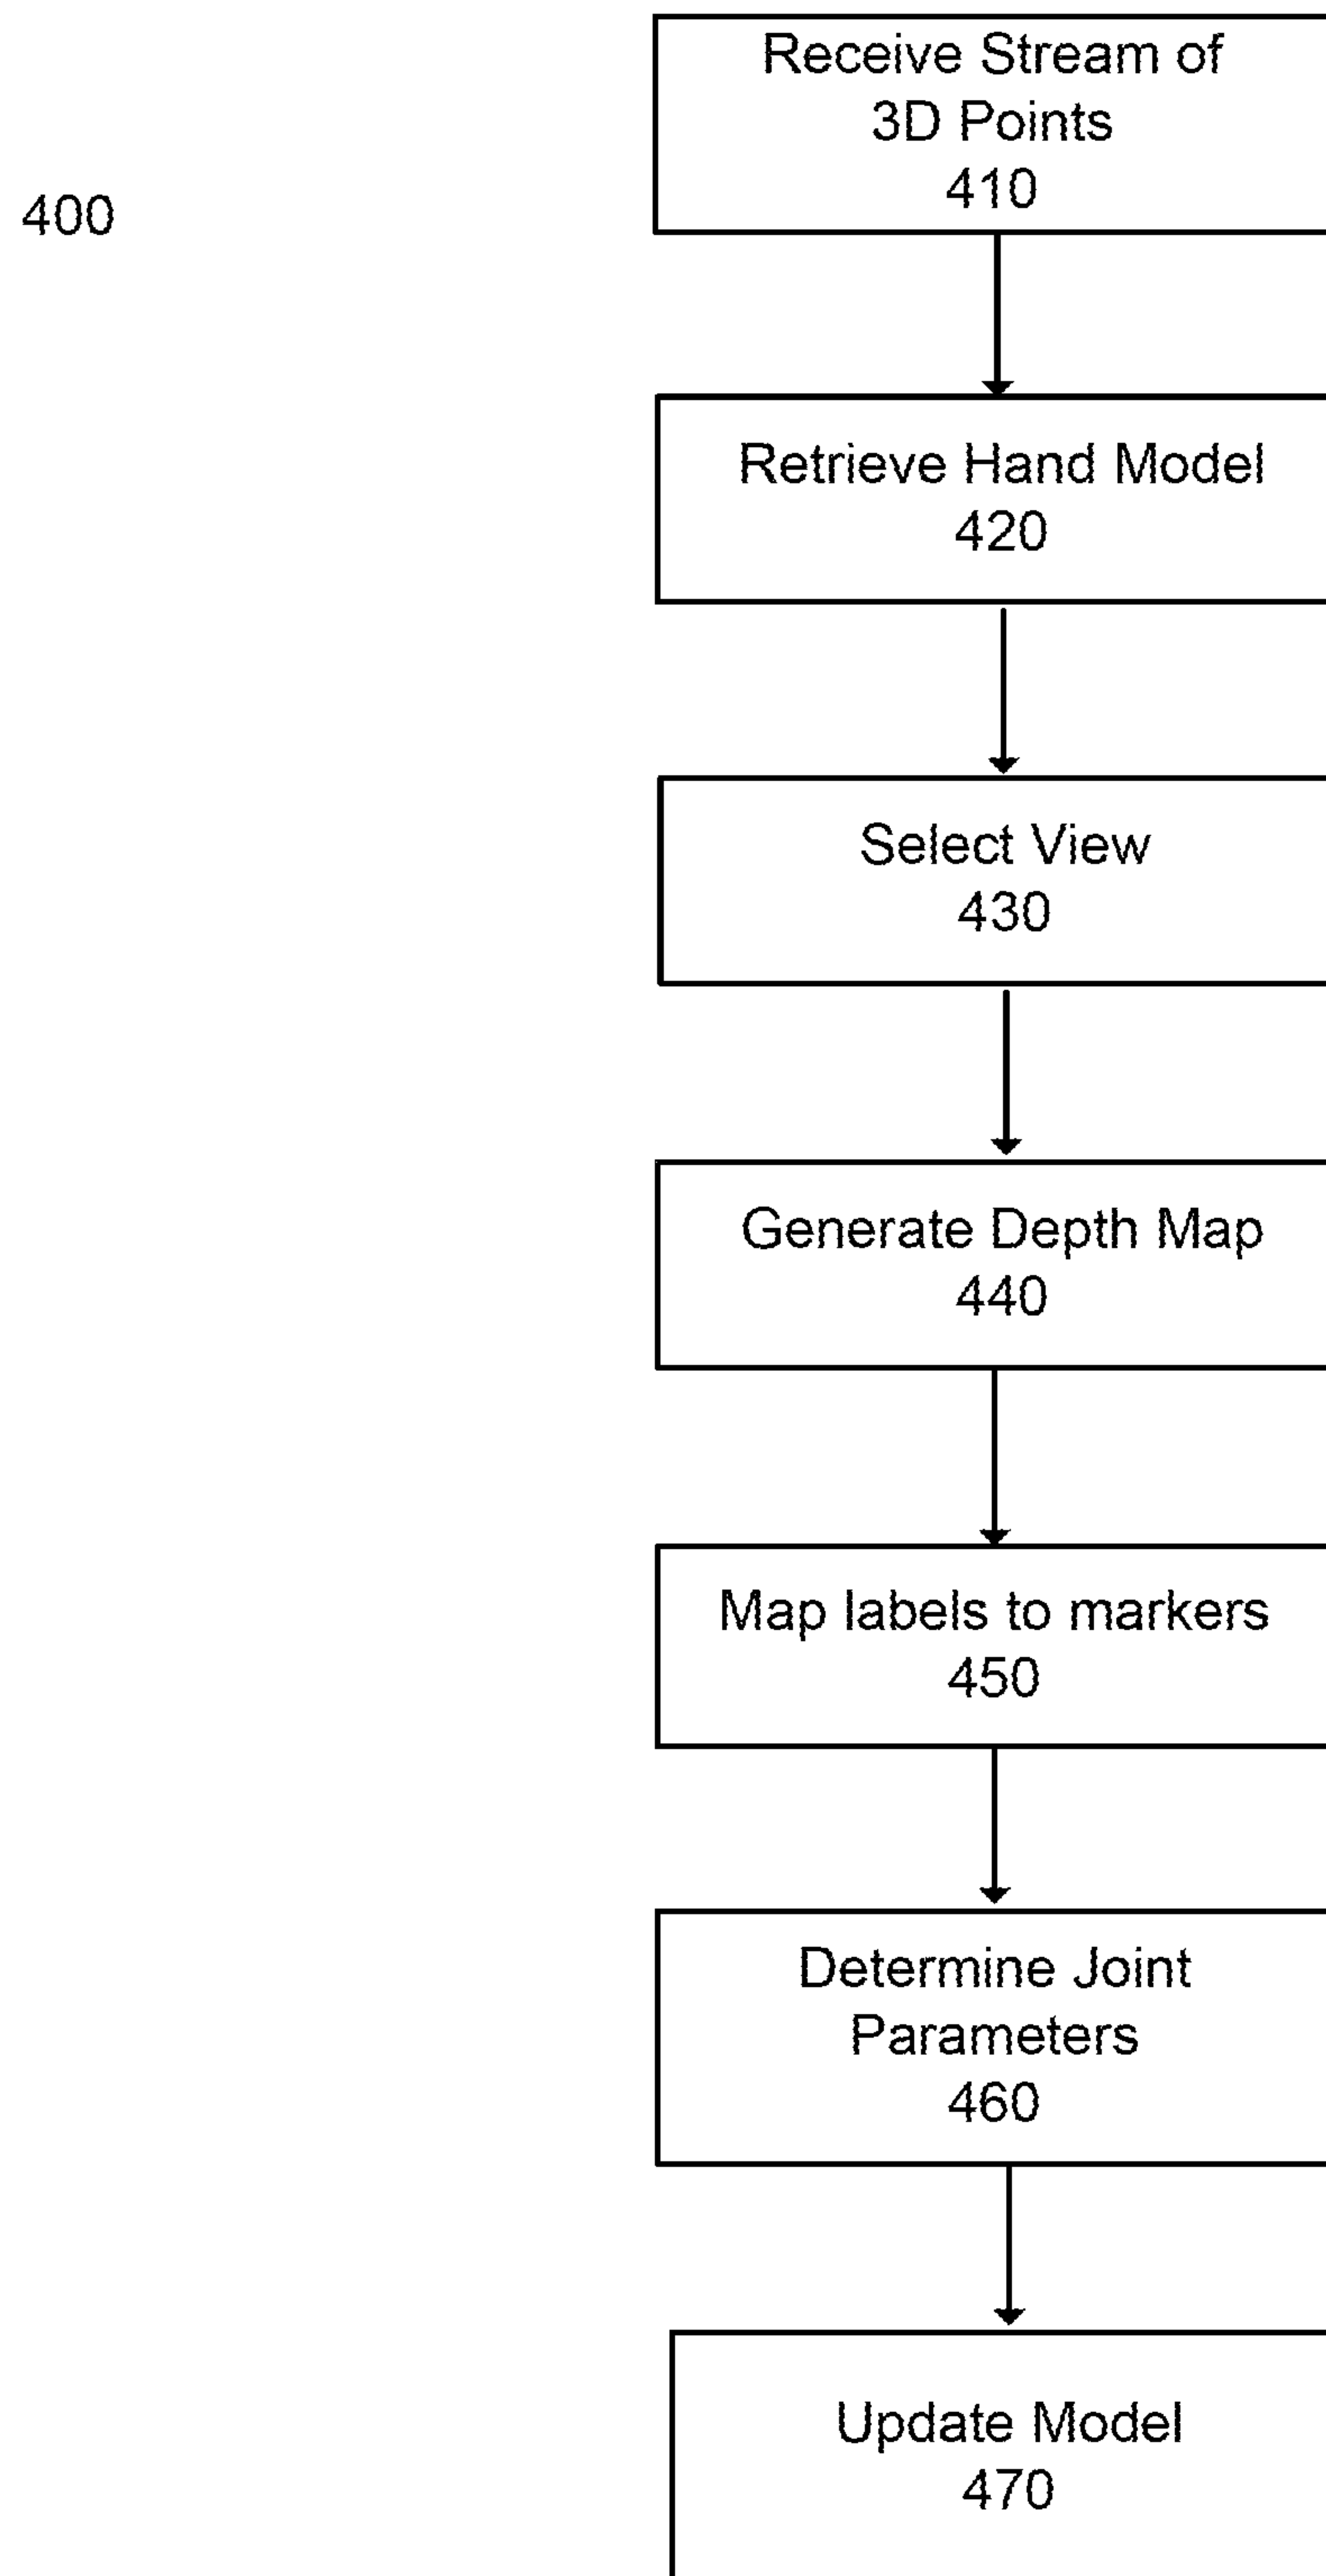 Receive Stream of
3D Points
410
400
Retrieve Hand Model
420
Select View
430
Generate Depth Map
440
Map labels to markers
450
Determine Joint
Parameters
460
Update Model
470